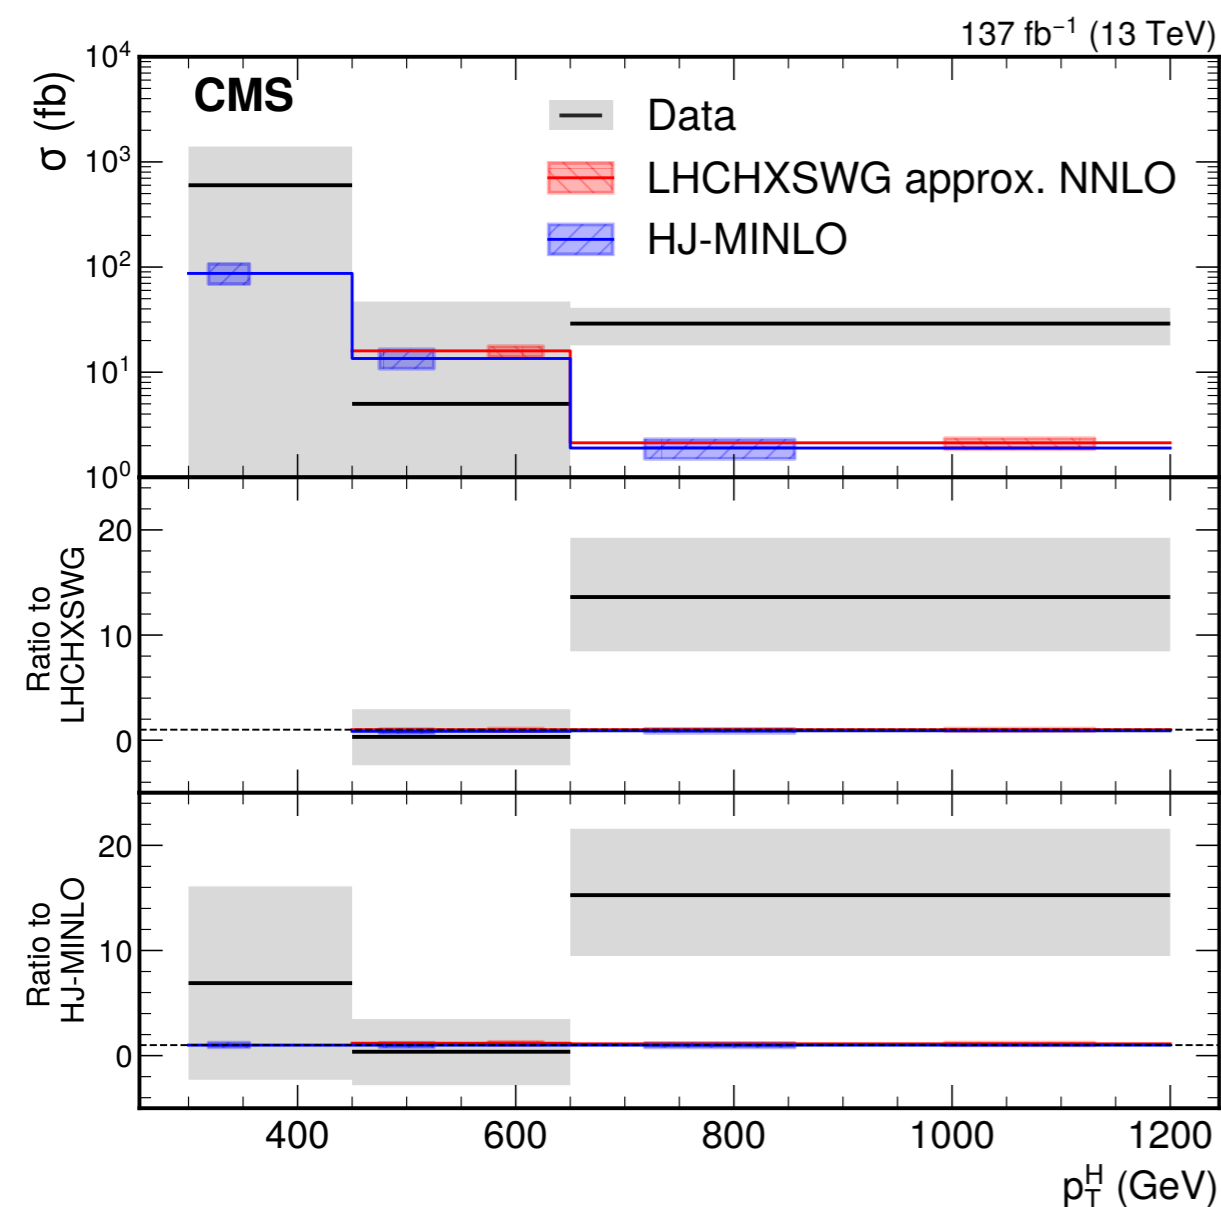 137 fb⁻¹ (13 TeV)
CMS
σ (fb)
10⁴
10³
10²
10¹
10⁰
Data
LHCHXSWG approx. NNLO
HJ-MINLO
Ratio to
LHCHXSWG
20
10
0
Ratio to
HJ-MINLO
20
10
0
400 600 800 1000 1200
p_T^H (GeV)